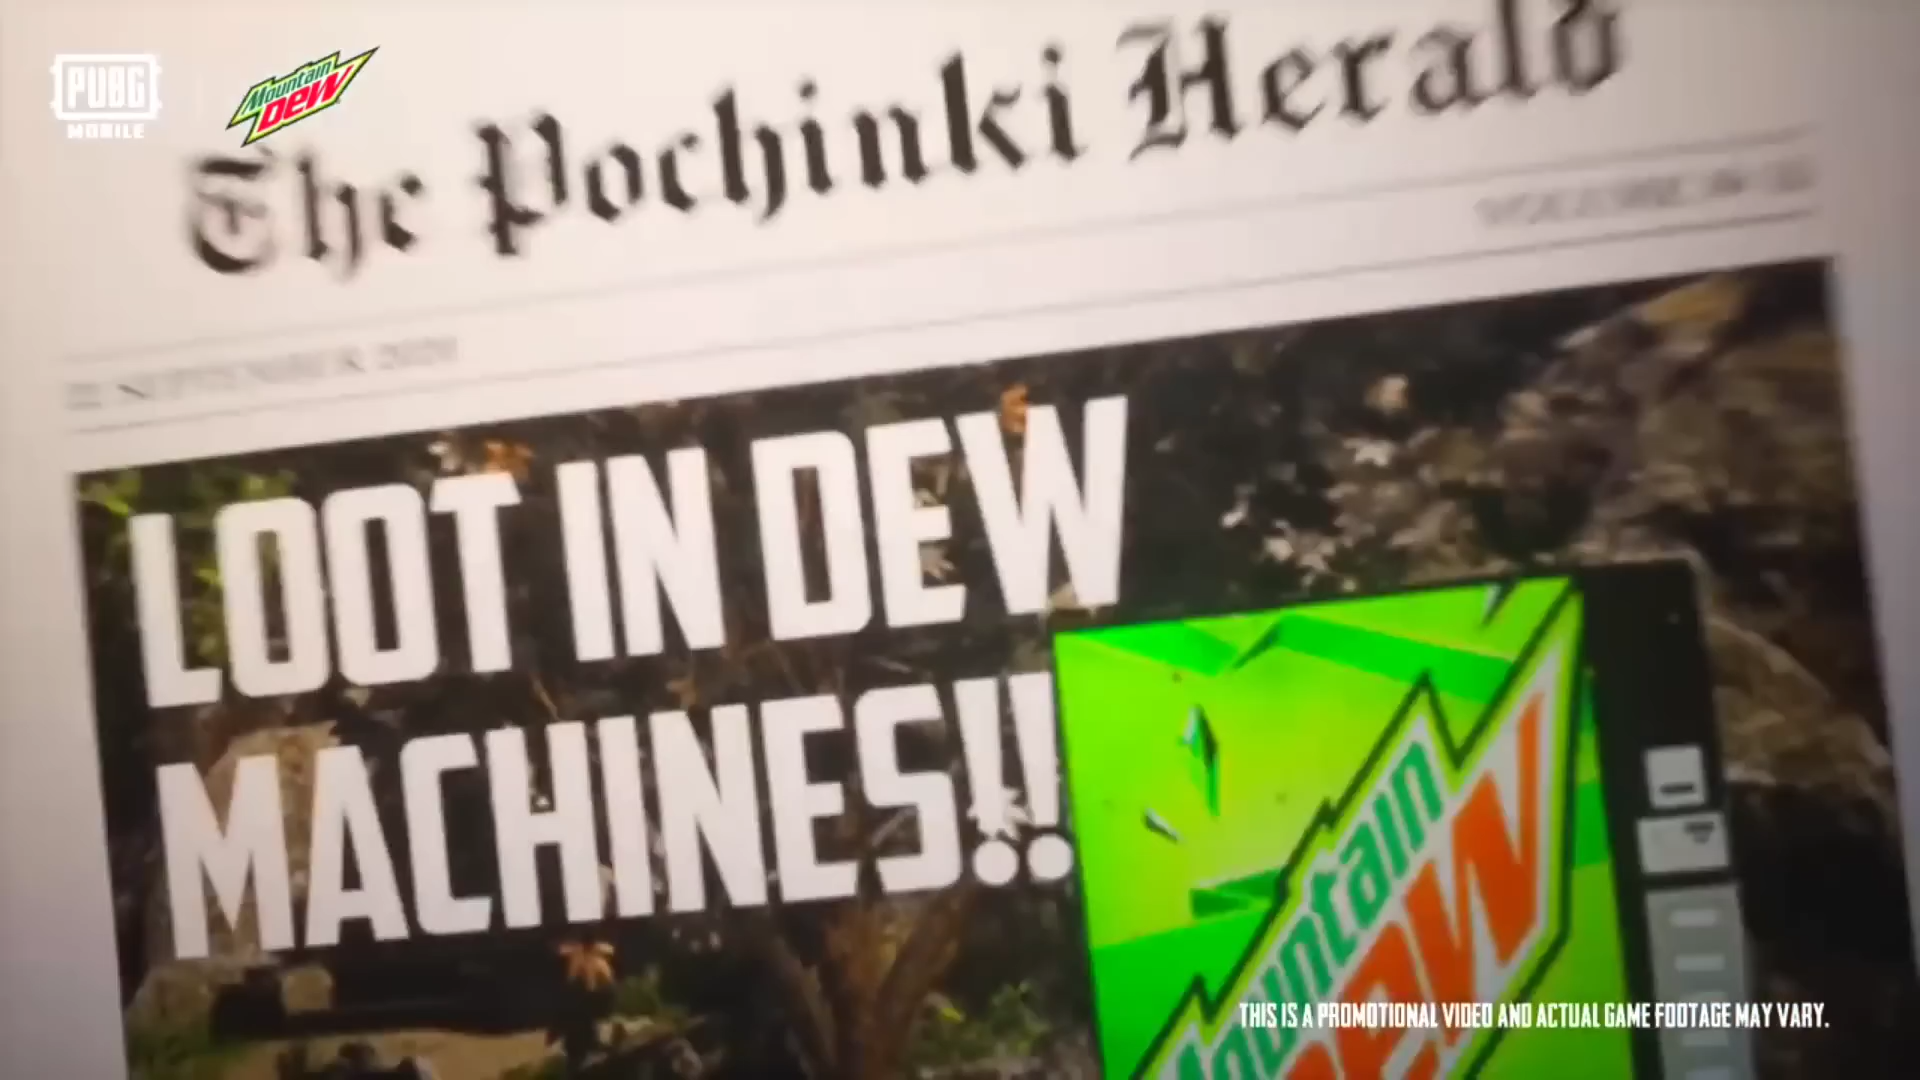 PUBG
MOBILE
Mountain
DEW
The Pochinki Herald
LOOT IN DEW
MACHINES!!
Mountain
DEW
THIS IS A PROMOTIONAL VIDEO AND ACTUAL GAME FOOTAGE MAY VARY.